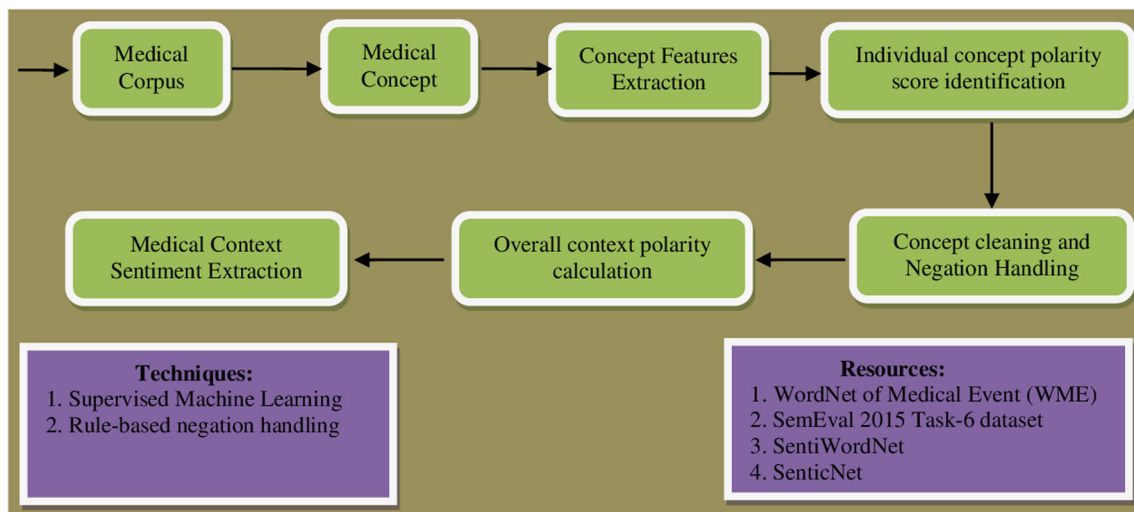 Medical
Corpus
Medical
Concept
Concept Features
Extraction
Individual concept polarity
score identification
Concept cleaning and
Negation Handling
Overall context polarity
calculation
Medical Context
Sentiment Extraction
Techniques:
1. Supervised Machine Learning
2. Rule-based negation handling
Resources:
1. WordNet of Medical Event (WME)
2. SemEval 2015 Task-6 dataset
3. SentiWordNet
4. SenticNet